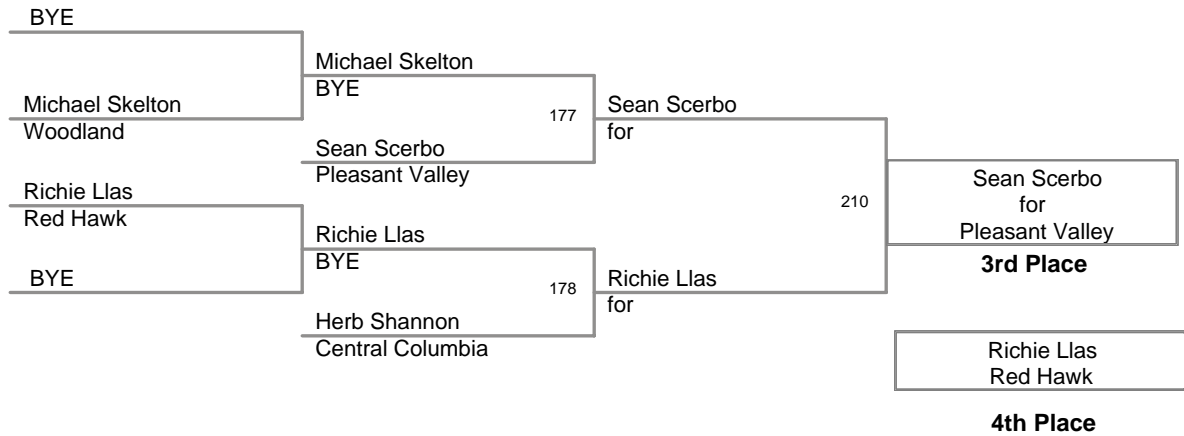 BYE
Michael Skelton
Woodland
Richie Llas
Red Hawk
BYE
Michael Skelton
BYE
177
Sean Scerbo
Pleasant Valley
Richie Llas
BYE
178
Herb Shannon
Central Columbia
Sean Scerbo
for
210
Richie Llas
for
Sean Scerbo
for
Pleasant Valley
3rd Place
Richie Llas
Red Hawk
4th Place